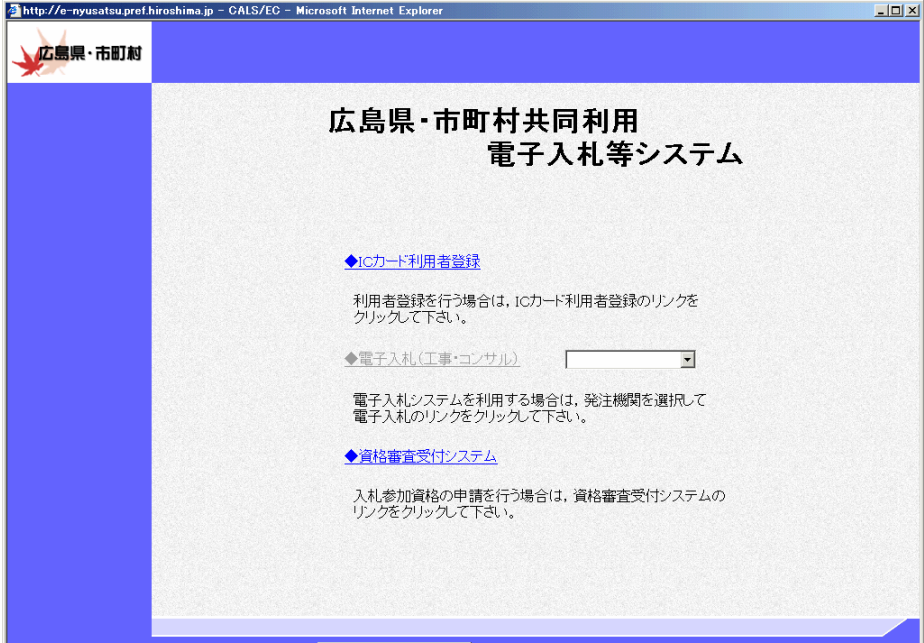 http://e-nyusatsu.pref.hiroshima.jp - CALS/EC - Microsoft Internet Explorer
広島県・市町村
広島県・市町村共同利用
電子入札等システム
◆ICカード利用者登録
利用者登録を行う場合は,ICカード利用者登録のリンクを
クリックして下さい。
◆電子入札(工事・コンサル)
電子入札システムを利用する場合は,発注機関を選択して
電子入札のリンクをクリックして下さい。
◆資格審査受付システム
入札参加資格の申請を行う場合は,資格審査受付システムの
リンクをクリックして下さい。